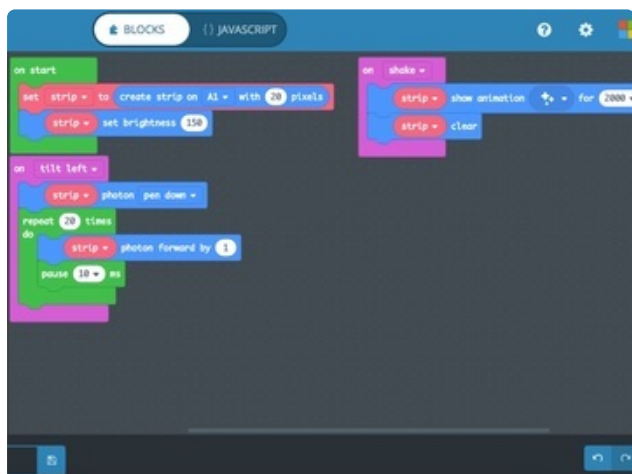 BLOCKS
{} JAVASCRIPT
on start
set strip to create strip on A1 with 20 pixels
strip set brightness 150
on tilt left
strip photon pen down
repeat 20 times
do
strip photon forward by 1
pause 10 ms
on shake
strip show animation for 2000
strip clear